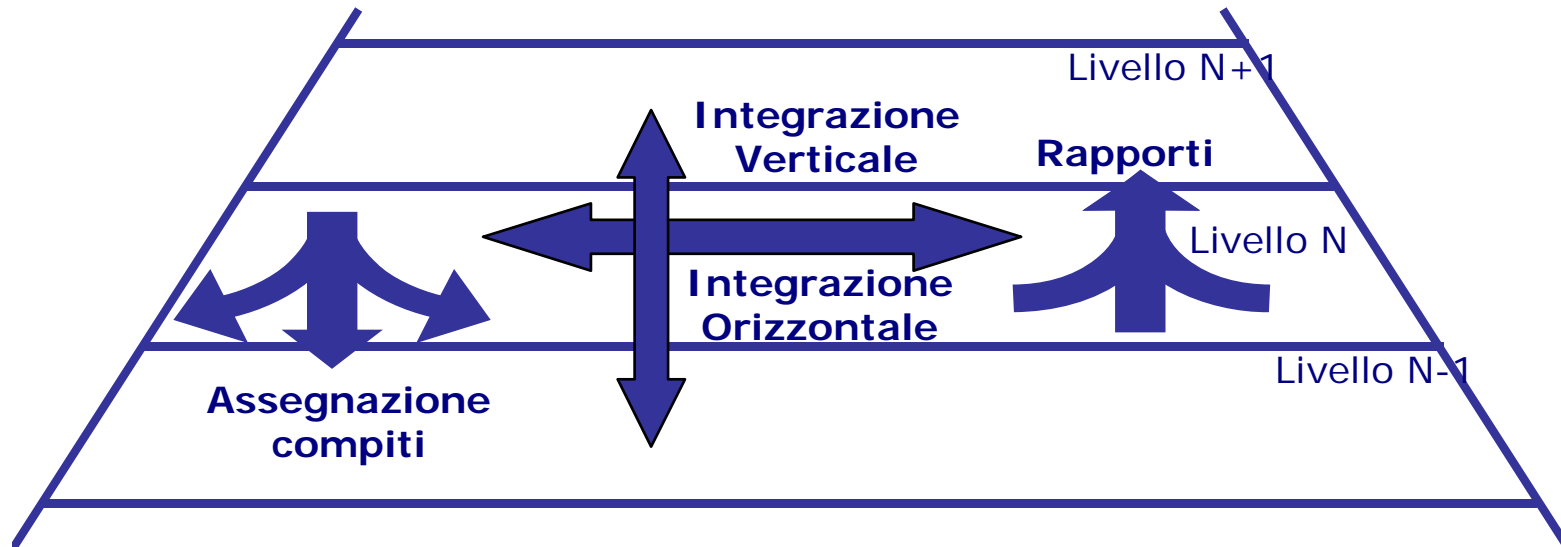 Livello N+1
Integrazione
Verticale
Rapporti
Livello N
Integrazione
Orizzontale
Livello N-1
Assegnazione
compiti